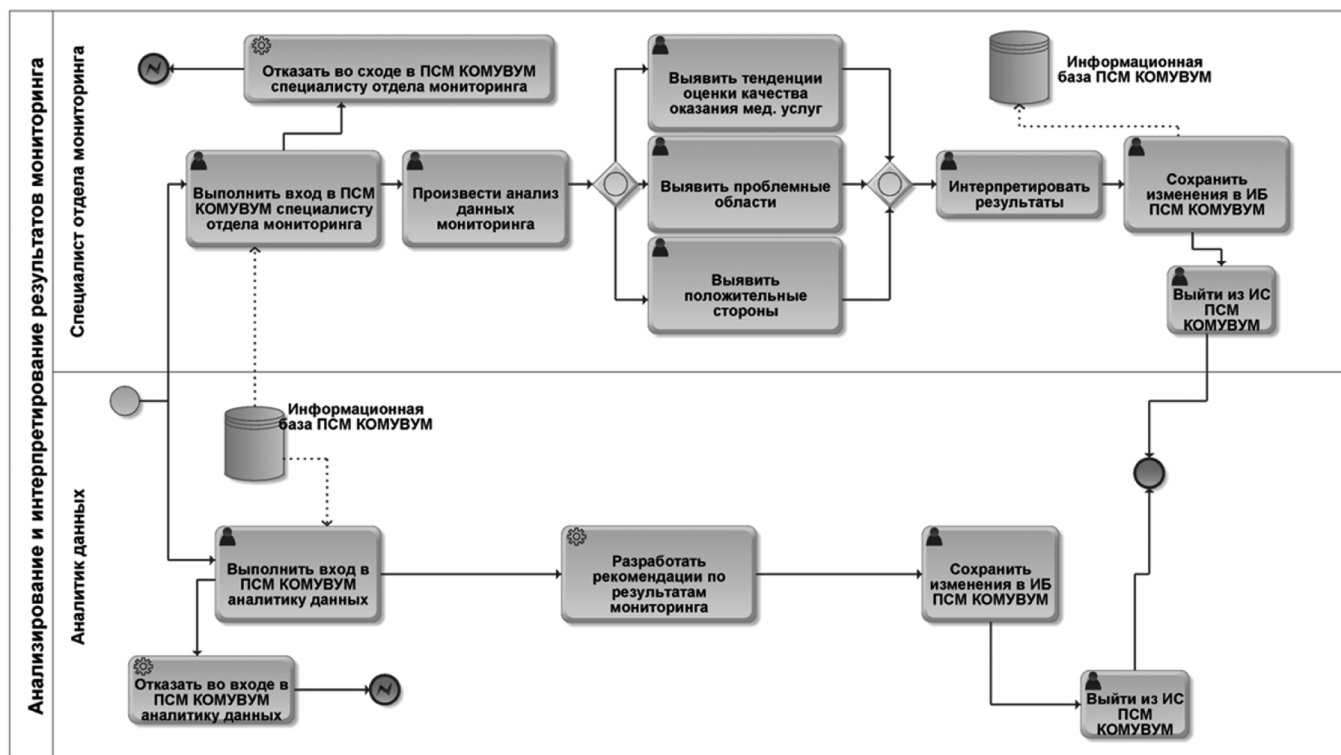 Анализирование и интерпретирование результатов мониторинга
Специалист отдела мониторинга
Отказать во сходе в ПСМ КОМУВУМ
специалисту отдела мониторинга
Выявить тенденции
оценки качества
оказания мед. услуг
Информационная
база ПСМ КОМУВУМ
Выполнить вход в ПСМ
КОМУВУМ специалисту
отдела мониторинга
Произвести анализ
данных
мониторинга
Выявить проблемные
области
Интерпретировать
результаты
Сохранить
изменения в ИБ
ПСМ КОМУВУМ
Выявить
положительные
стороны
Выйти из ИС
ПСМ
КОМУВУМ
Аналитик данных
Информационная
база ПСМ КОМУВУМ
Выполнить вход в
ПСМ КОМУВУМ
аналитику данных
Разработать
рекомендации по
результатам
мониторинга
Сохранить
изменения в ИБ
ПСМ КОМУВУМ
Отказать во входе в
ПСМ КОМУВУМ
аналитику данных
Выйти из ИС
ПСМ
КОМУВУМ